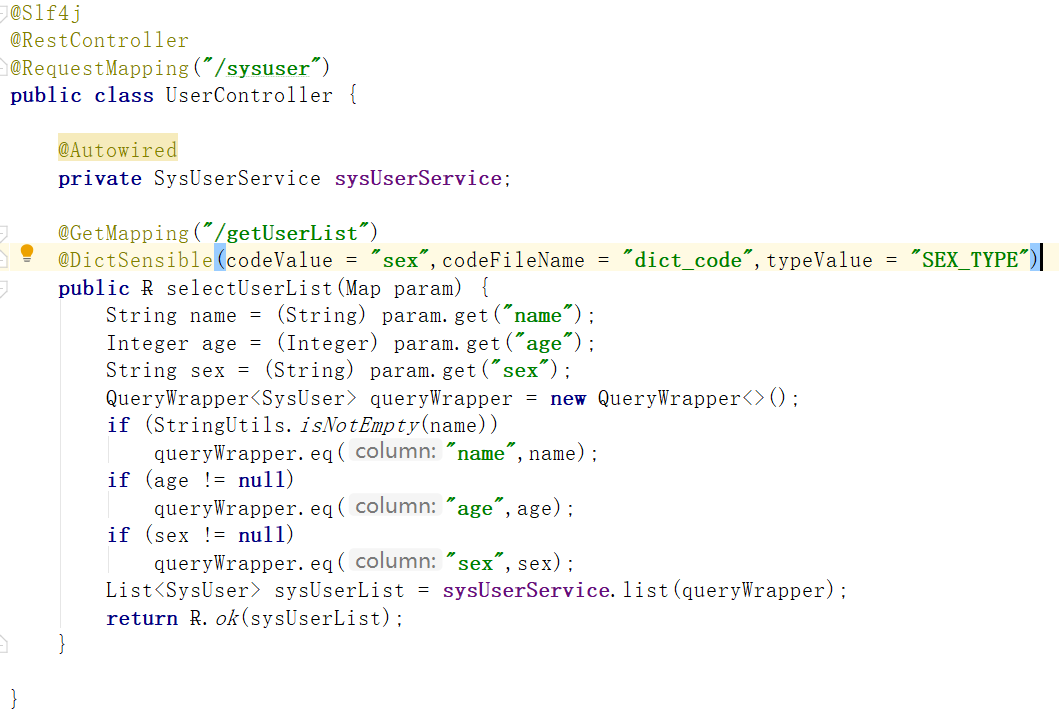 @Slf4j
@RestController
@RequestMapping("/sysuser")
public class UserController {
@Autowired
private SysUserService sysUserService;
@GetMapping("/getUserList")
@DictSensible(codeValue = "sex",codeFileName = "dict_code",typeValue = "SEX_TYPE")
public R selectUserList(Map param) {
String name = (String) param.get("name");
Integer age = (Integer) param.get("age");
String sex = (String) param.get("sex");
QueryWrapper<SysUser> queryWrapper = new QueryWrapper<>();
if (StringUtils.isNotEmpty(name))
queryWrapper.eq( column: "name",name);
if (age != null)
queryWrapper.eq( column: "age",age);
if (sex != null)
queryWrapper.eq( column: "sex",sex);
List<SysUser> sysUserList = sysUserService.list(queryWrapper);
return R.ok(sysUserList);
}
}